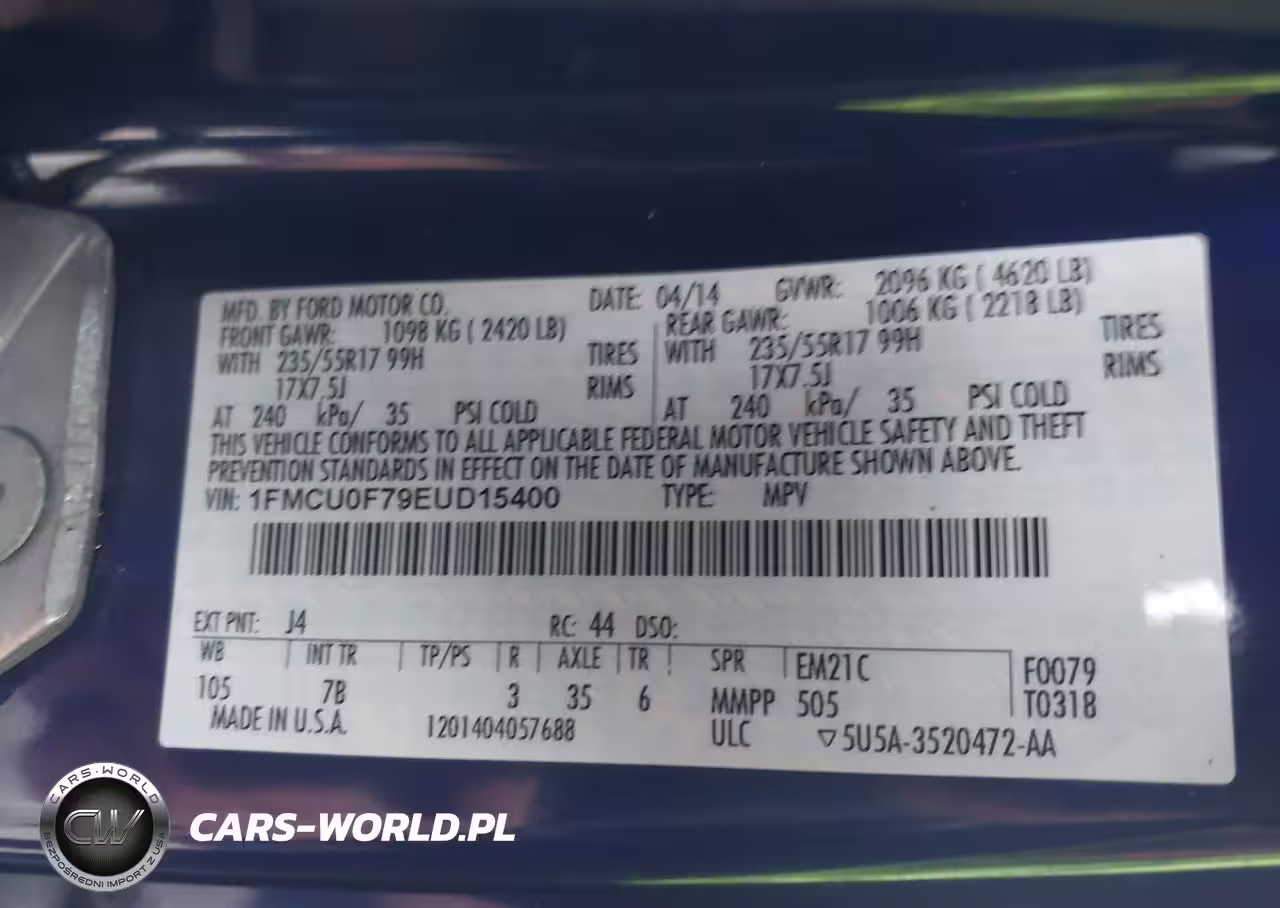 MFD. BY FORD MOTOR CO. DATE: 04/14 GVWR: 2096 KG ( 4620 LB)
FRONT GAWR: 1098 KG ( 2420 LB) REAR GAWR: 1006 KG ( 2218 LB)
WITH 235/55R17 99H TIRES WITH 235/55R17 99H TIRES
17X7.5J RIMS 17X7.5J RIMS
AT 240 kPa/ 35 PSI COLD AT 240 kPa/ 35 PSI COLD
THIS VEHICLE CONFORMS TO ALL APPLICABLE FEDERAL MOTOR VEHICLE SAFETY AND THEFT
PREVENTION STANDARDS IN EFFECT ON THE DATE OF MANUFACTURE SHOWN ABOVE.
VIN: 1FMCU0F79EUD15400 TYPE: MPV
EXT PNT: J4 RC: 44 DSO:
WB INT TR TP/PS R AXLE TR SPR EM21C F0079
105 7B 3 35 6 MMPP 505 T0318
MADE IN U.S.A. 1201404057688 ULC ▽5U5A-3520472-AA
CARS-WORLD
CW
BEZPOŚREDNI IMPORT Z USA
CARS-WORLD.PL